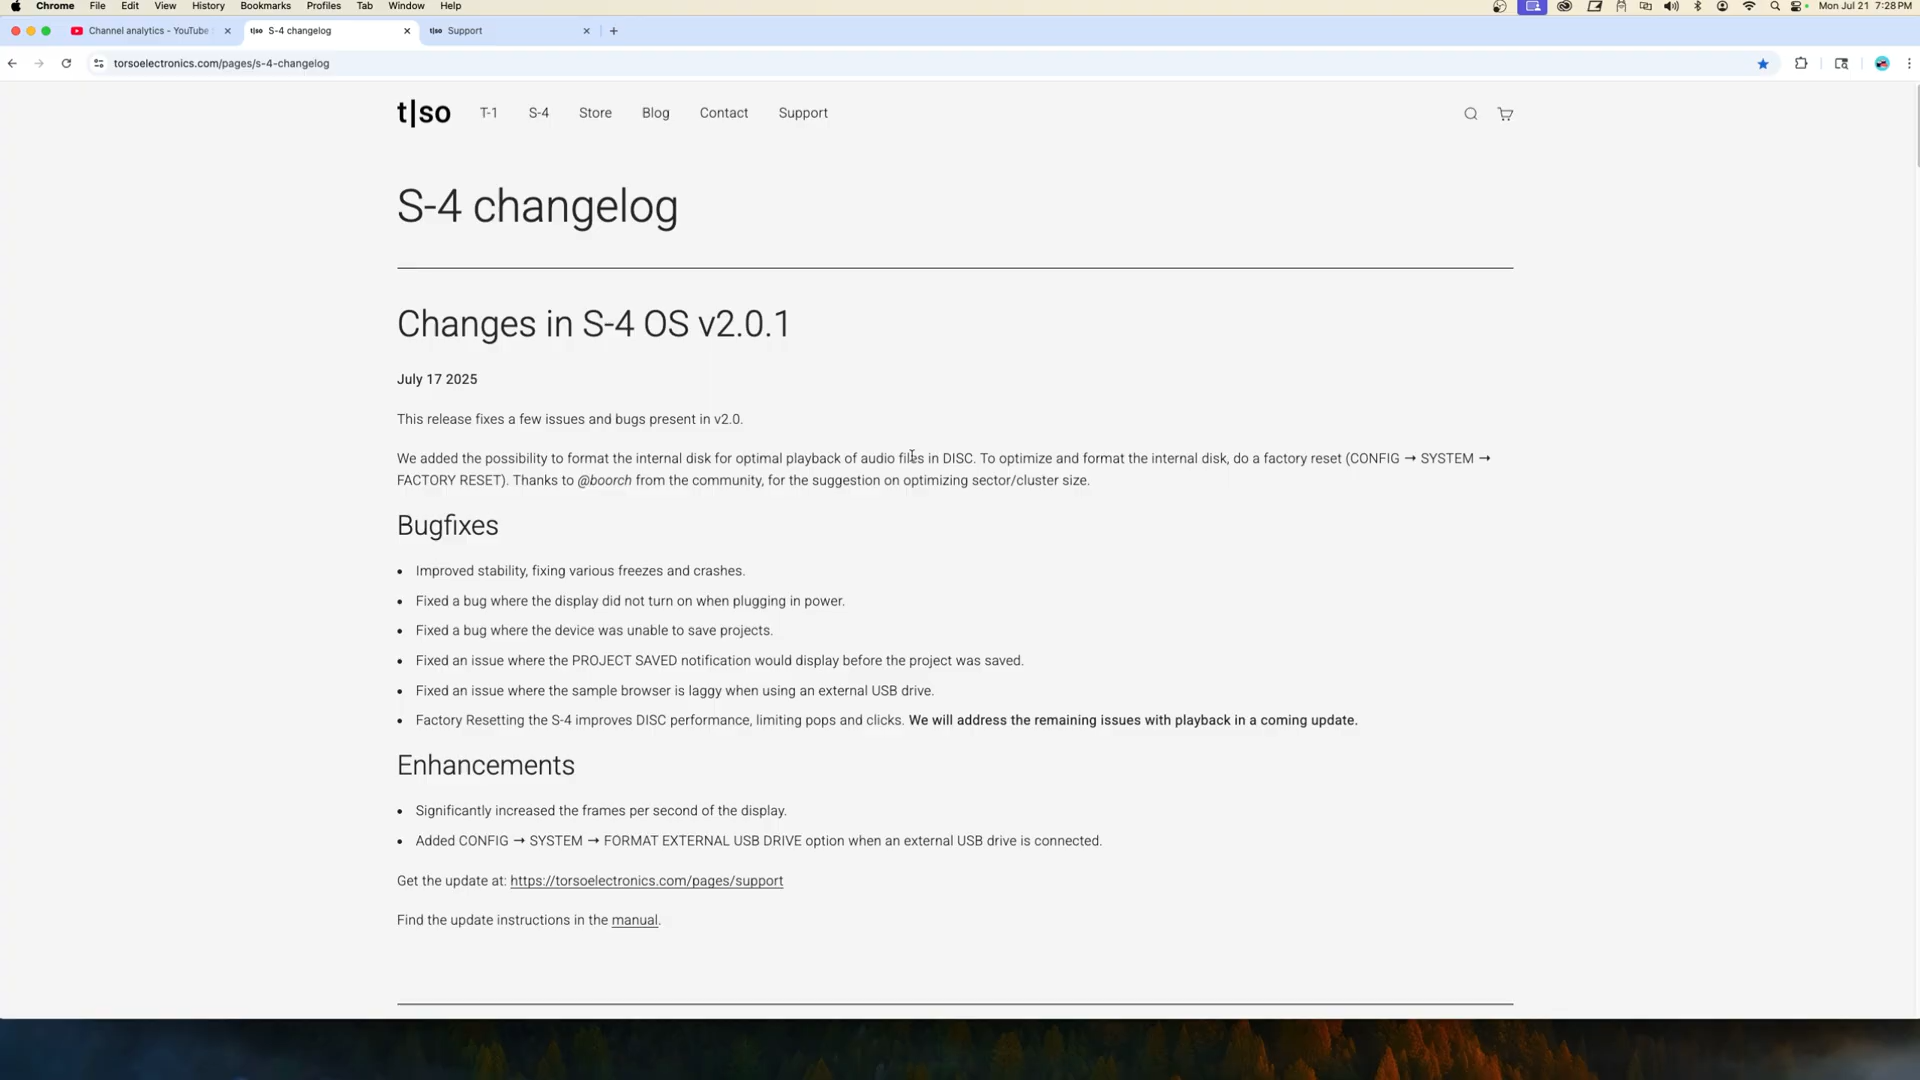 Chrome File Edit View History Bookmarks Profiles Tab Window Help Mon Jul 21 7:28 PM
Channel analytics - YouTube t|so S-4 changelog t|so Support
torsoelectronics.com/pages/s-4-changelog
t|so T-1 S-4 Store Blog Contact Support
S-4 changelog
Changes in S-4 OS v2.0.1
July 17 2025
This release fixes a few issues and bugs present in v2.0.
We added the possibility to format the internal disk for optimal playback of audio files in DISC. To optimize and format the internal disk, do a factory reset (CONFIG → SYSTEM →
FACTORY RESET). Thanks to @boorch from the community, for the suggestion on optimizing sector/cluster size.
Bugfixes
• Improved stability, fixing various freezes and crashes.
• Fixed a bug where the display did not turn on when plugging in power.
• Fixed a bug where the device was unable to save projects.
• Fixed an issue where the PROJECT SAVED notification would display before the project was saved.
• Fixed an issue where the sample browser is laggy when using an external USB drive.
• Factory Resetting the S-4 improves DISC performance, limiting pops and clicks. We will address the remaining issues with playback in a coming update.
Enhancements
• Significantly increased the frames per second of the display.
• Added CONFIG → SYSTEM → FORMAT EXTERNAL USB DRIVE option when an external USB drive is connected.
Get the update at: https://torsoelectronics.com/pages/support
Find the update instructions in the manual.